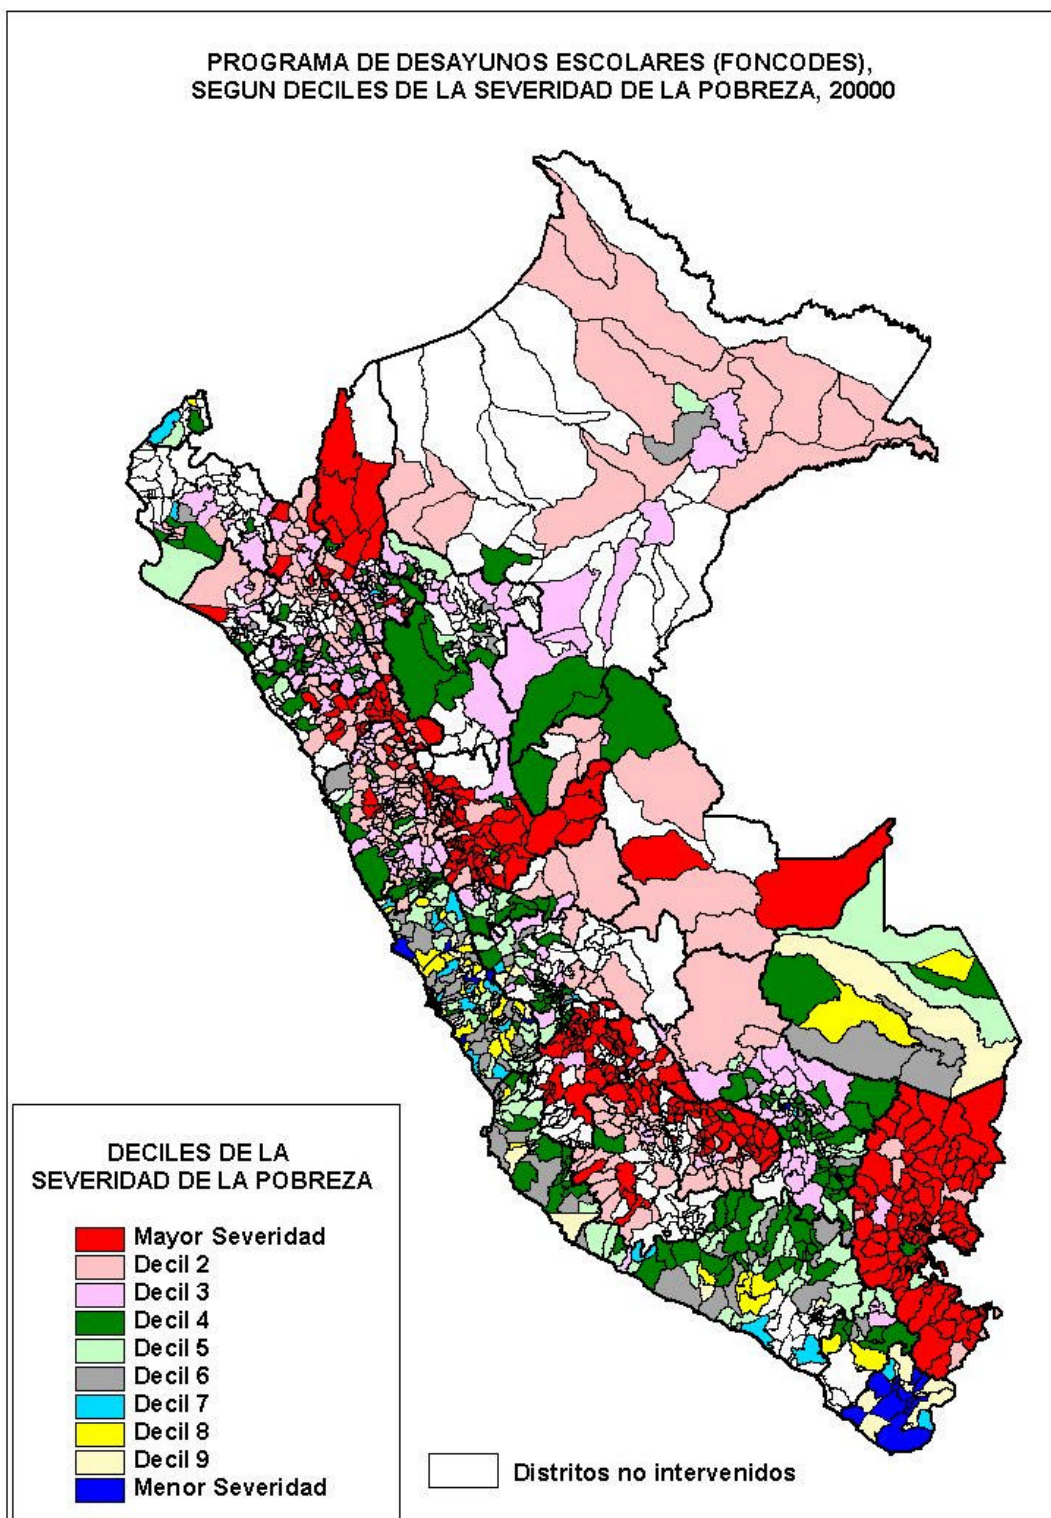 PROGRAMA DE DESAYUNOS ESCOLARES (FONCODES),
SEGUN DECILES DE LA SEVERIDAD DE LA POBREZA, 20000
DECILES DE LA
SEVERIDAD DE LA POBREZA
Mayor Severidad
Decil 2
Decil 3
Decil 4
Decil 5
Decil 6
Decil 7
Decil 8
Decil 9
Menor Severidad
Distritos no intervenidos